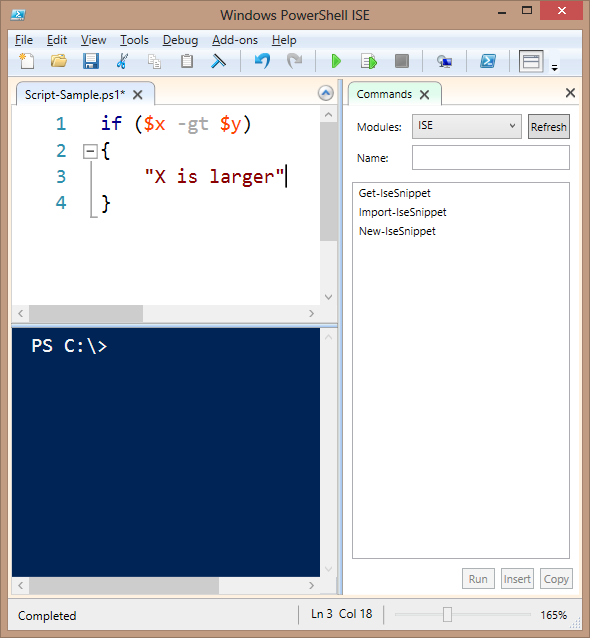 Windows PowerShell ISE
File Edit View Tools Debug Add-ons Help
Script-Sample.ps1*
1 if ($x -gt $y)
2 {
3 "X is larger"
4 }
PS C:\>
Commands
Modules: ISE Refresh
Name:
Get-IseSnippet
Import-IseSnippet
New-IseSnippet
Run Insert Copy
Completed Ln 3 Col 18 165%